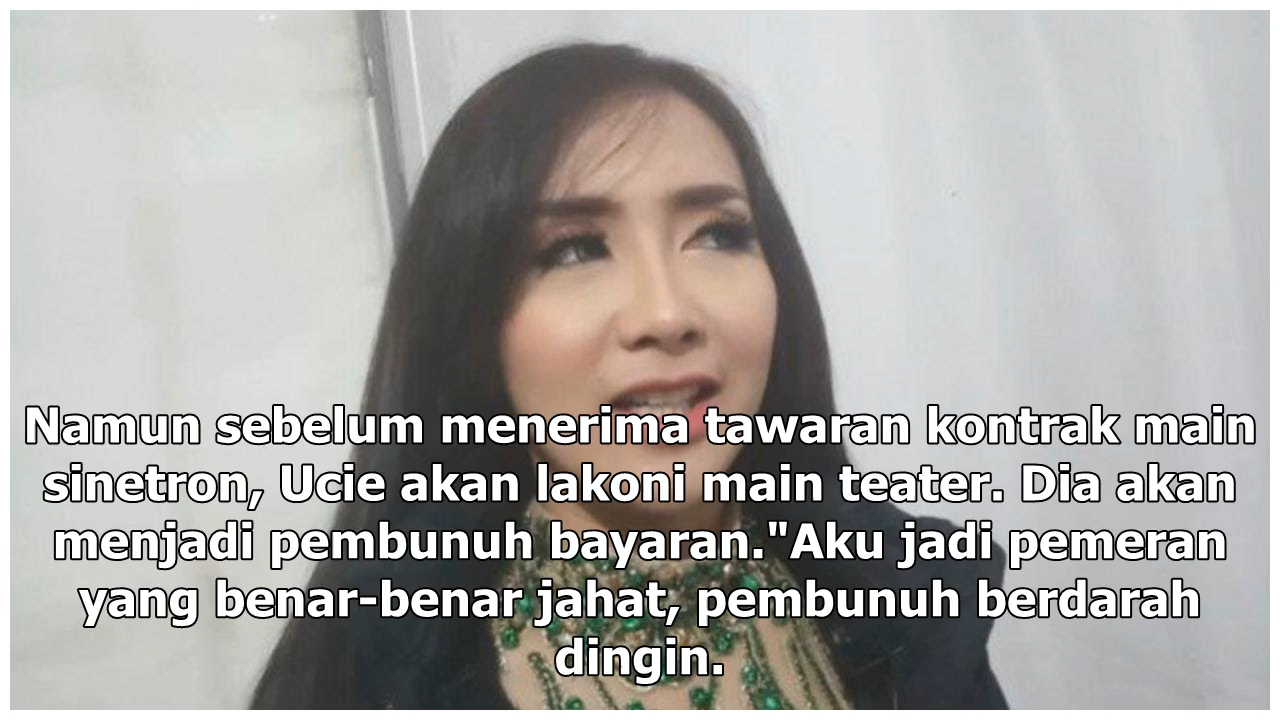 Namun sebelum menerima tawaran kontrak main
sinetron, Ucie akan lakoni main teater. Dia akan
menjadi pembunuh bayaran."Aku jadi pemeran
yang benar-benar jahat, pembunuh berdarah
dingin.